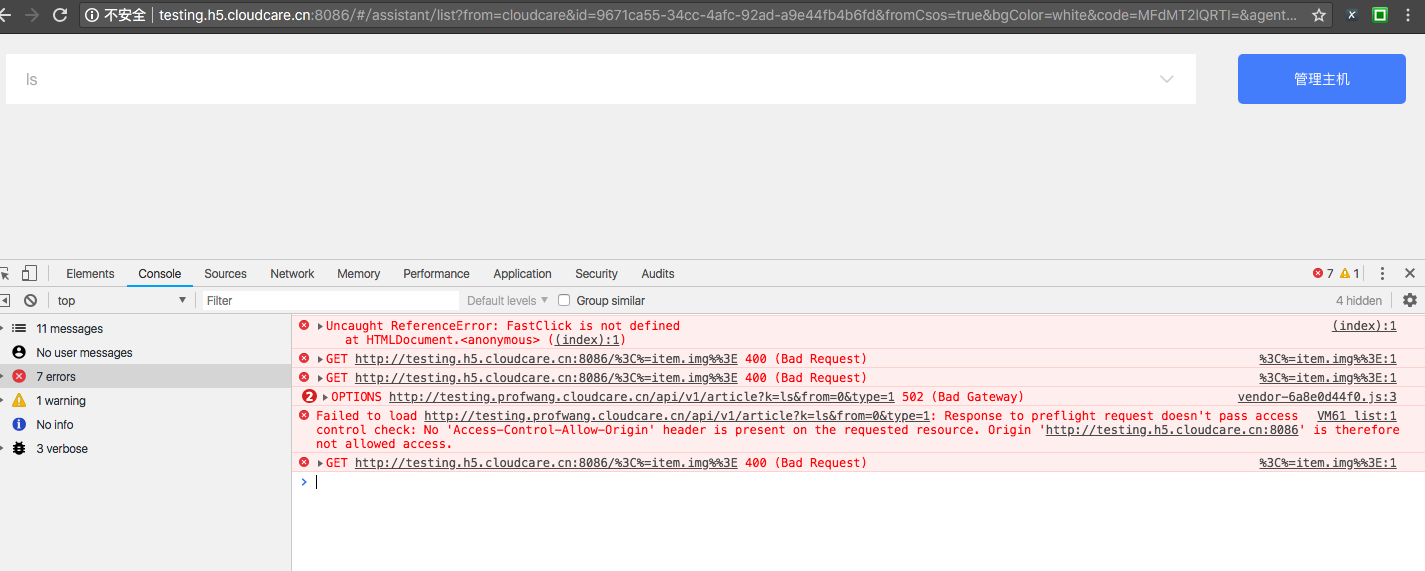 不安全 testing.h5.cloudcare.cn:8086/#/assistant/list?from=cloudcare&id=9671ca55-34cc-4afc-92ad-a9e44fb4b6fd&fromCsos=true&bgColor=white&code=MFdMT2lQRTI=&agent...
ls
管理主机
Elements Console Sources Network Memory Performance Application Security Audits 7 1
top Filter Default levels Group similar 4 hidden
11 messages
No user messages
7 errors
1 warning
No info
3 verbose
Uncaught ReferenceError: FastClick is not defined (index):1
at HTMLDocument.<anonymous> ((index):1)
GET http://testing.h5.cloudcare.cn:8086/%3C%=item.img%%3E 400 (Bad Request) %3C%=item.img%%3E:1
GET http://testing.h5.cloudcare.cn:8086/%3C%=item.img%%3E 400 (Bad Request) %3C%=item.img%%3E:1
2 OPTIONS http://testing.profwang.cloudcare.cn/api/v1/article?k=ls&from=0&type=1 502 (Bad Gateway) vendor-6a8e0d44f0.js:3
Failed to load http://testing.profwang.cloudcare.cn/api/v1/article?k=ls&from=0&type=1: Response to preflight request doesn't pass access VM61 list:1
control check: No 'Access-Control-Allow-Origin' header is present on the requested resource. Origin 'http://testing.h5.cloudcare.cn:8086' is therefore
not allowed access.
GET http://testing.h5.cloudcare.cn:8086/%3C%=item.img%%3E 400 (Bad Request) %3C%=item.img%%3E:1